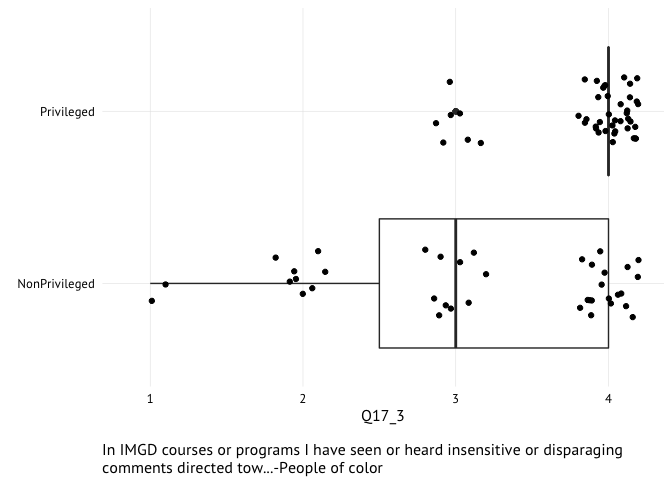 Privileged
NonPrivileged
1 2 3 4
Q17_3
In IMGD courses or programs I have seen or heard insensitive or disparaging
comments directed tow...-People of color